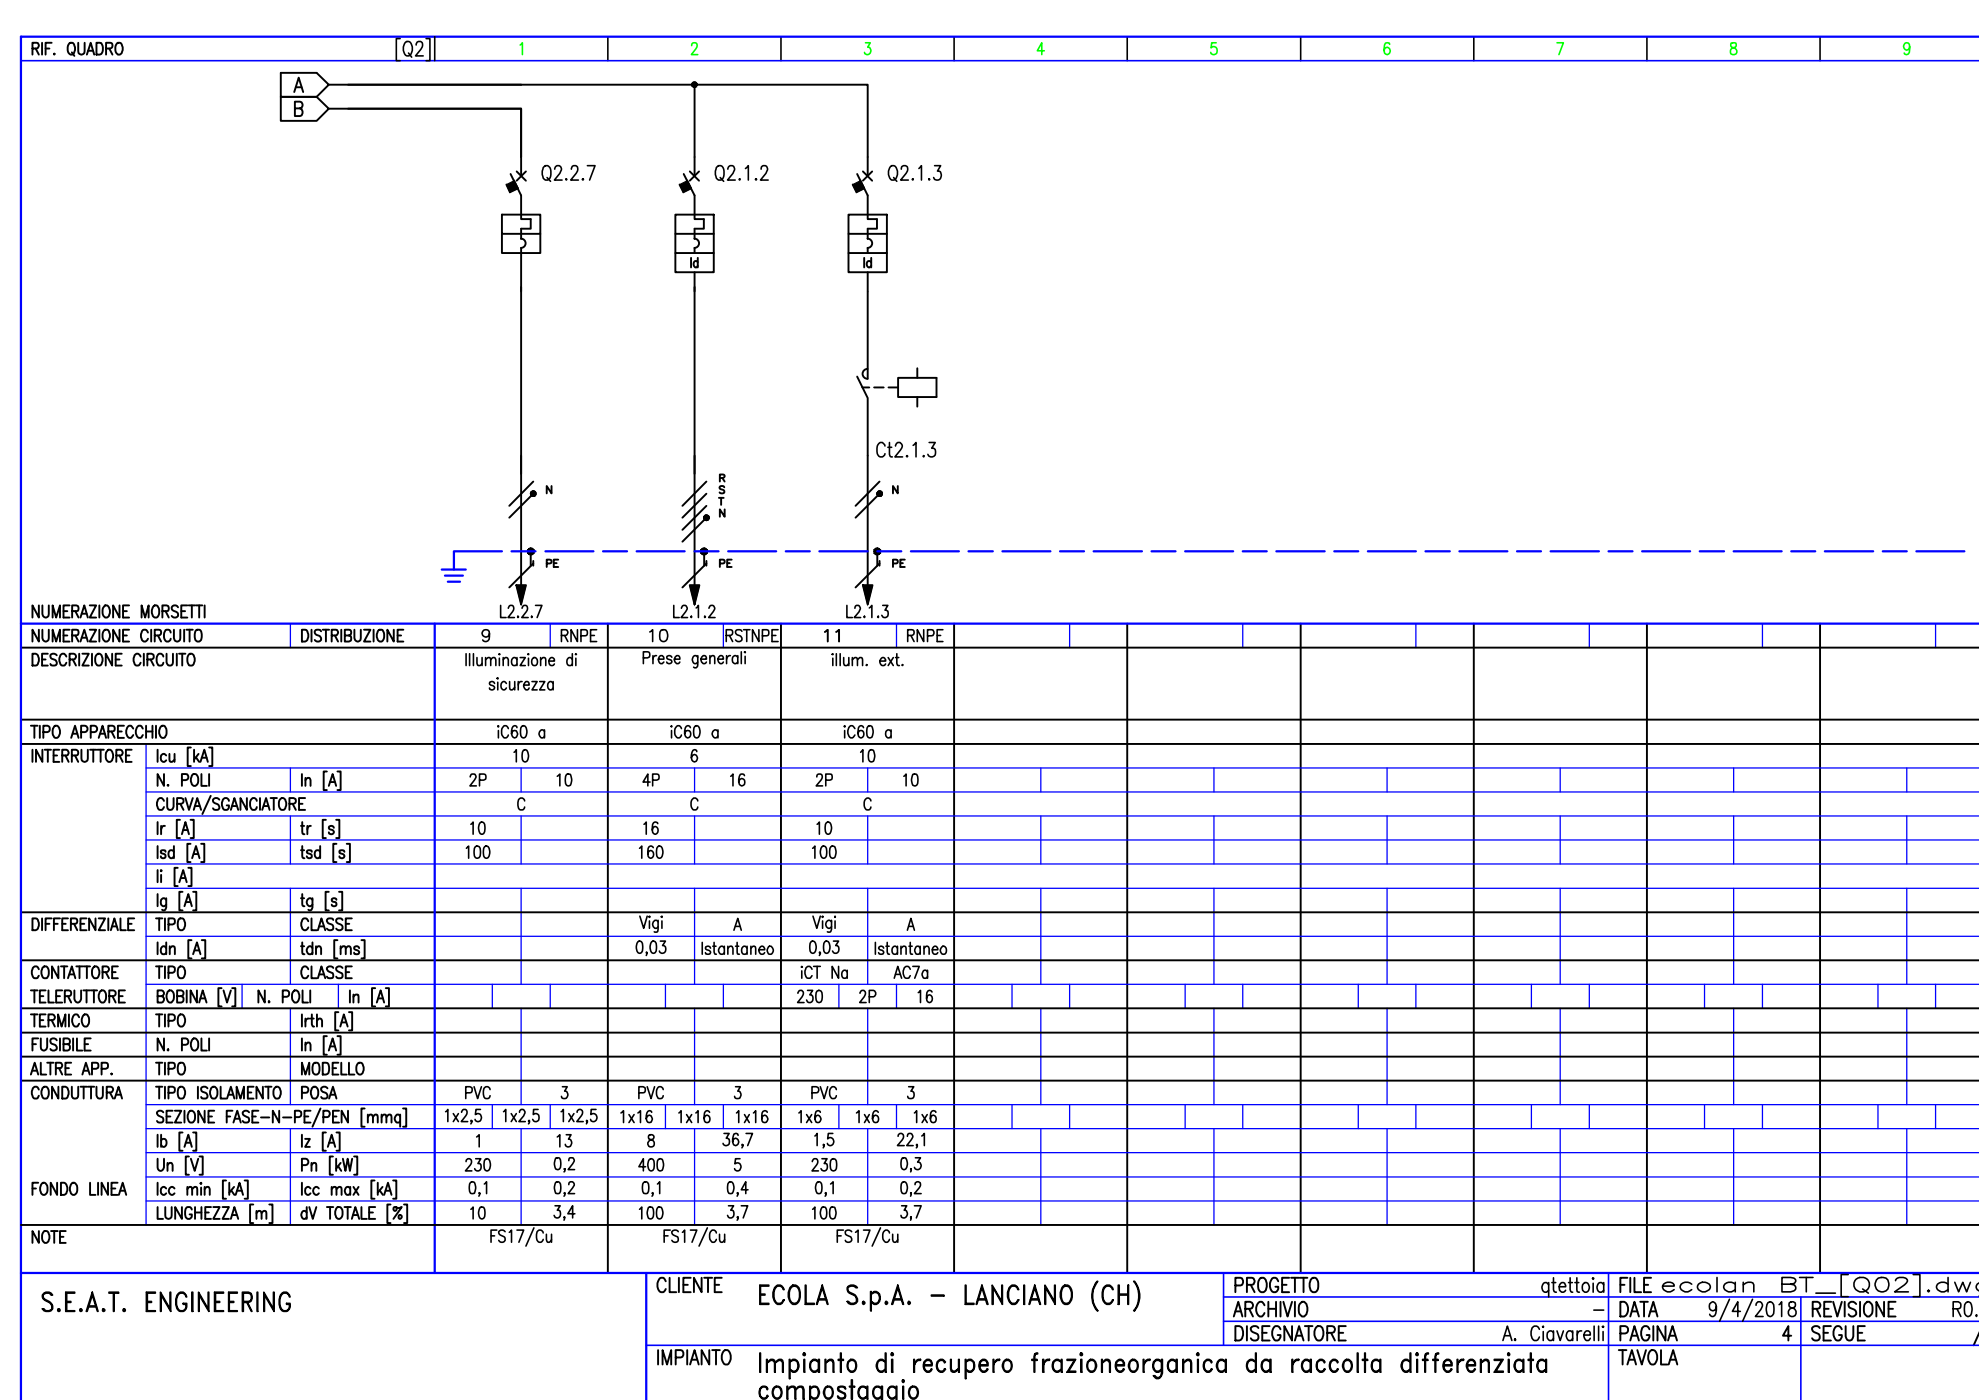 RIF. QUADRO [Q2] 1 2 3 4 5 6 7 8 9
A
B
Q2.2.7 Q2.1.2 Q2.1.3
Id Id
Ct2.1.3
R
N S N
T
N
PE PE PE
NUMERAZIONE MORSETTI L2.2.7 L2.1.2 L2.1.3
NUMERAZIONE CIRCUITO DISTRIBUZIONE 9 RNPE 10 RSTNPE 11 RNPE
DESCRIZIONE CIRCUITO Illuminazione di Prese generali illum. ext.
sicurezza
TIPO APPARECCHIO iC60 a iC60 a iC60 a
INTERRUTTORE Icu [kA] 10 6 10
N. POLI In [A] 2P 10 4P 16 2P 10
CURVA/SGANCIATORE C C C
Ir [A] tr [s] 10 16 10
Isd [A] tsd [s] 100 160 100
Ii [A]
Ig [A] tg [s]
DIFFERENZIALE TIPO CLASSE Vigi A Vigi A
Idn [A] tdn [ms] 0,03 Istantaneo 0,03 Istantaneo
CONTATTORE TIPO CLASSE iCT Na AC7a
TELERUTTORE BOBINA [V] N. POLI In [A] 230 2P 16
TERMICO TIPO Irth [A]
FUSIBILE N. POLI In [A]
ALTRE APP. TIPO MODELLO
CONDUTTURA TIPO ISOLAMENTO POSA PVC 3 PVC 3 PVC 3
SEZIONE FASE-N-PE/PEN [mmq] 1x2,5 1x2,5 1x2,5 1x16 1x16 1x16 1x6 1x6 1x6
Ib [A] Iz [A] 1 13 8 36,7 1,5 22,1
Un [V] Pn [kW] 230 0,2 400 5 230 0,3
FONDO LINEA Icc min [kA] Icc max [kA] 0,1 0,2 0,1 0,4 0,1 0,2
LUNGHEZZA [m] dV TOTALE [%] 10 3,4 100 3,7 100 3,7
NOTE FS17/Cu FS17/Cu FS17/Cu
S.E.A.T. ENGINEERING
CLIENTE ECOLA S.p.A. - LANCIANO (CH)
PROGETTO qtettoia FILE ecolan BT_[Q02].dw
ARCHIVIO - DATA 9/4/2018 REVISIONE R0.
DISEGNATORE A. Ciavarelli PAGINA 4 SEGUE /
IMPIANTO Impianto di recupero frazioneorganica da raccolta differenziata
compostaggio
TAVOLA